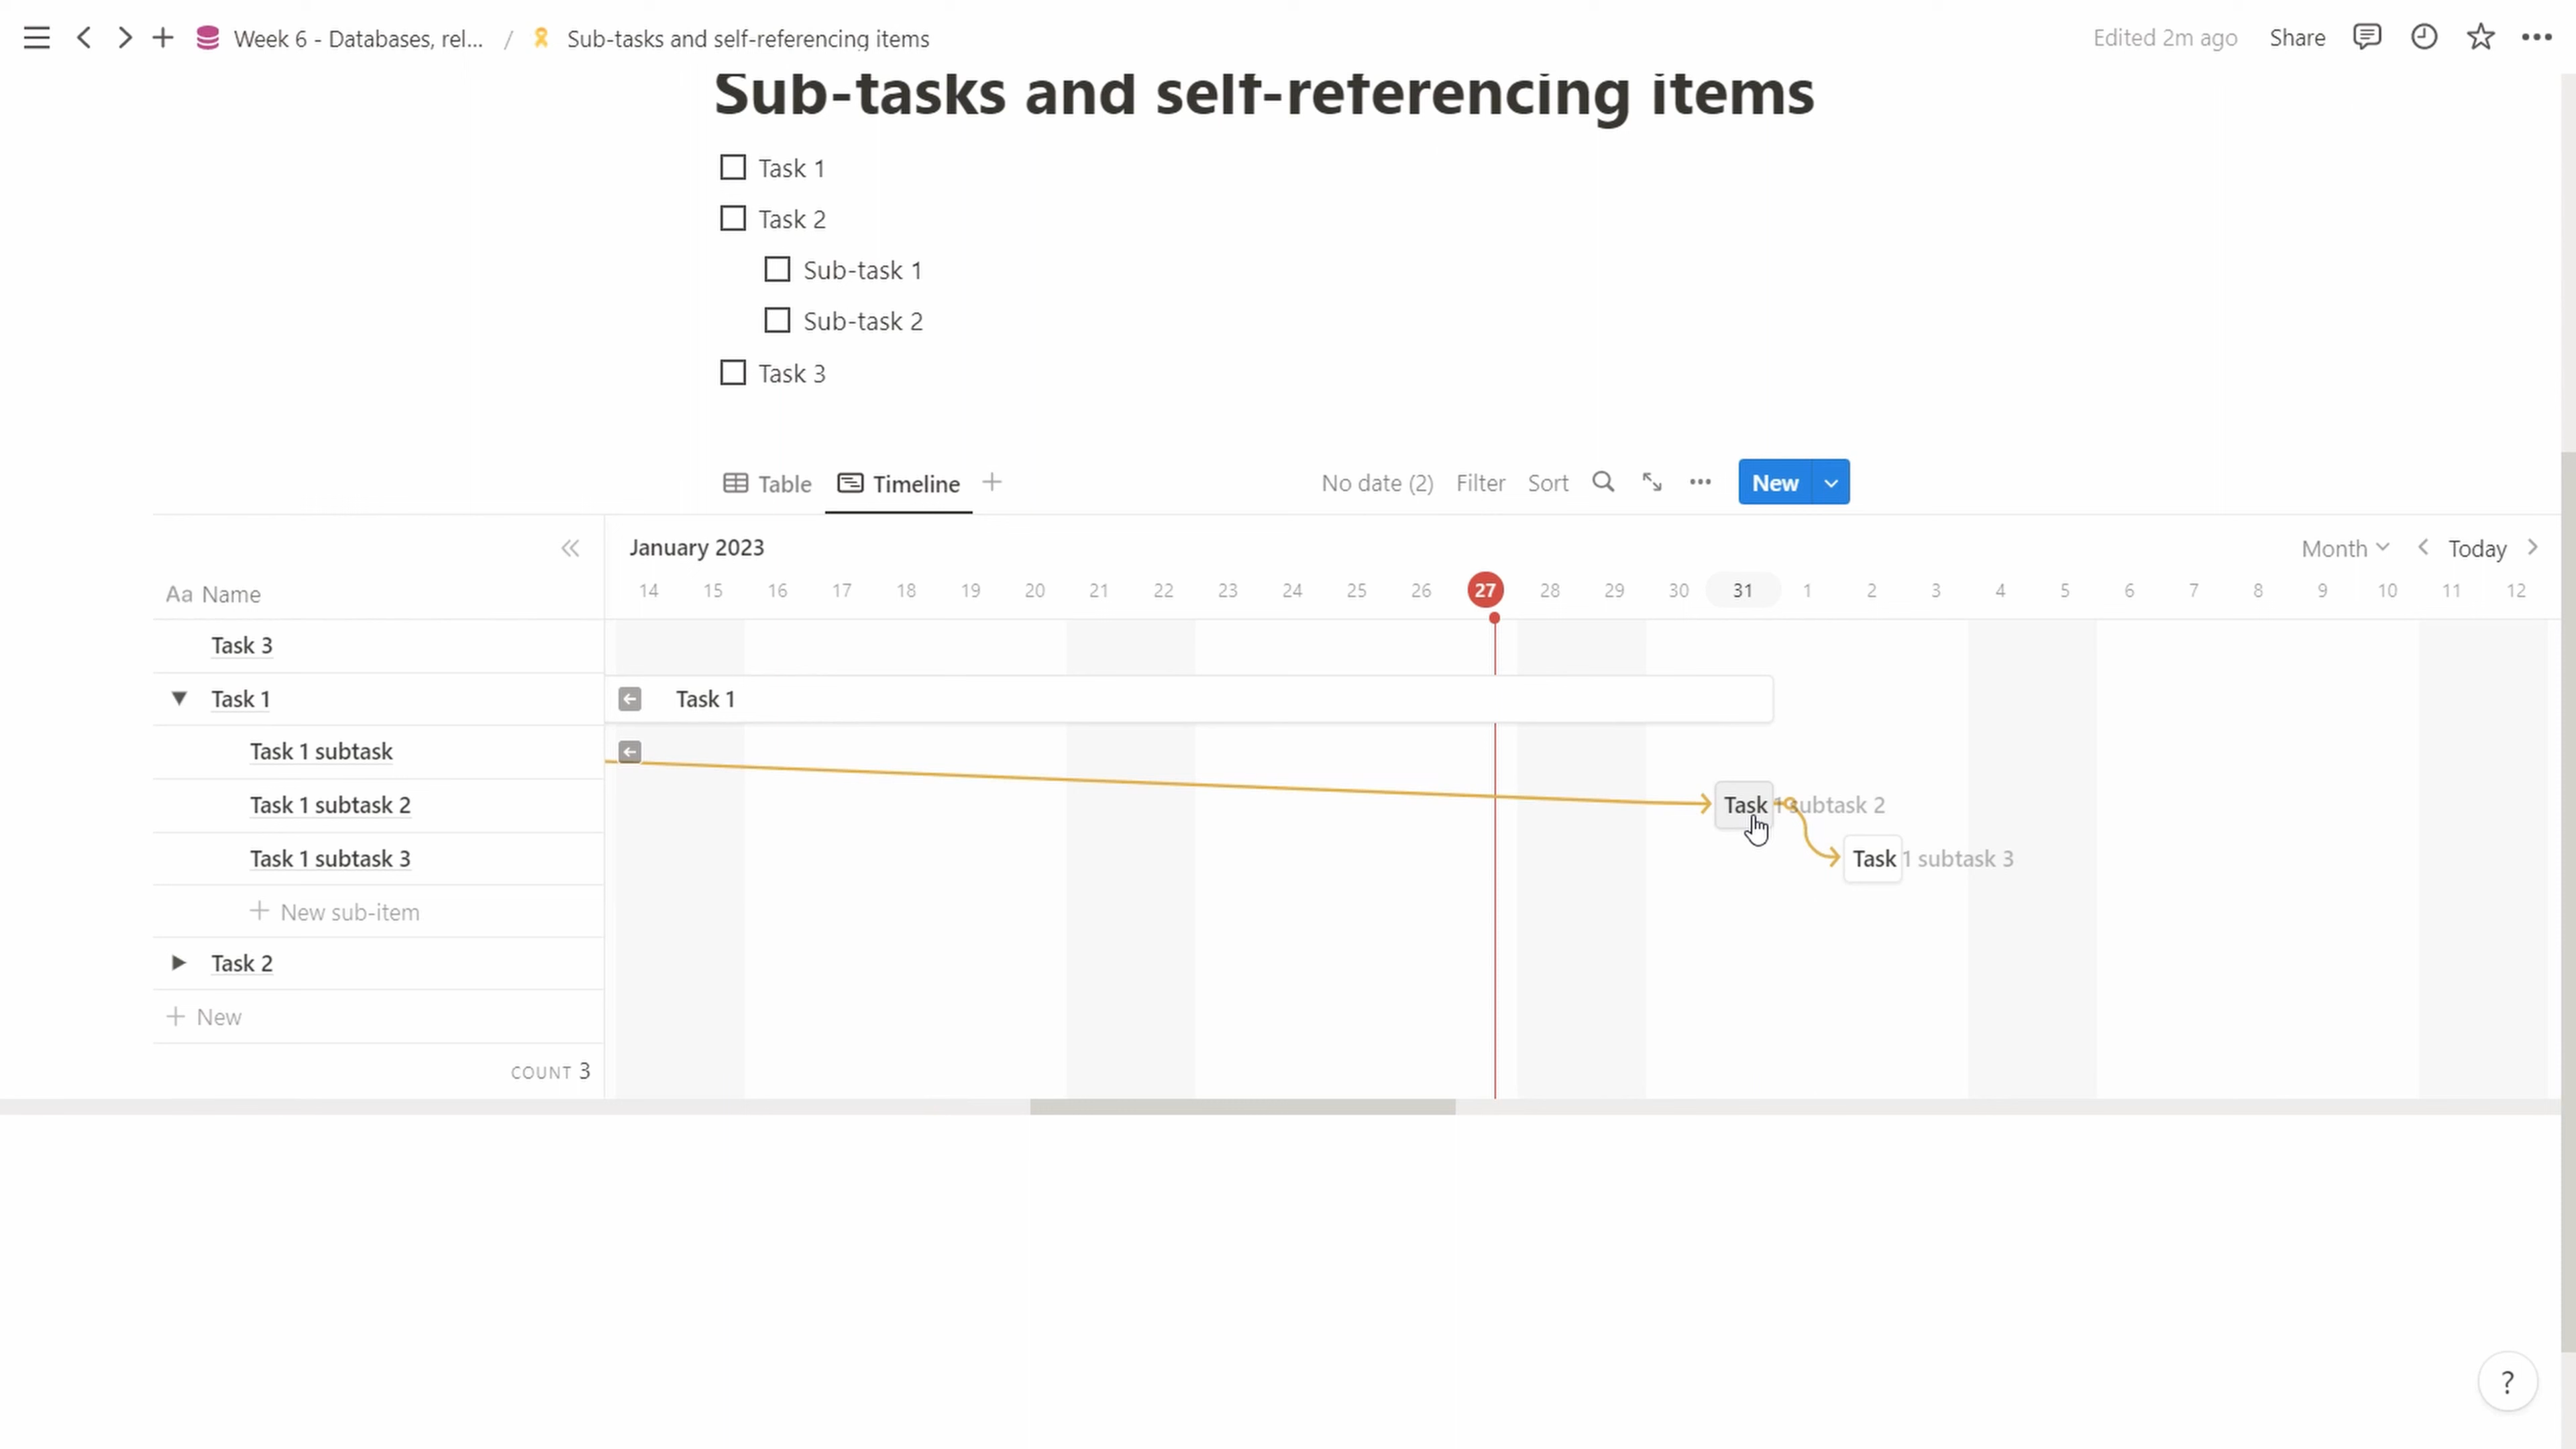 Week 6 - Databases, rel... / Sub-tasks and self-referencing items
Edited 2m ago Share
Sub-tasks and self-referencing items
Task 1
Task 2
Sub-task 1
Sub-task 2
Task 3
Table Timeline No date (2) Filter Sort New
January 2023 Month Today
Aa Name 14 15 16 17 18 19 20 21 22 23 24 25 26 27 28 29 30 31 1 2 3 4 5 6 7 8 9 10 11 12
Task 3
Task 1 Task 1
Task 1 subtask
Task 1 subtask 2 Task 1 subtask 2
Task 1 subtask 3 Task 1 subtask 3
New sub-item
Task 2
New
COUNT 3
?